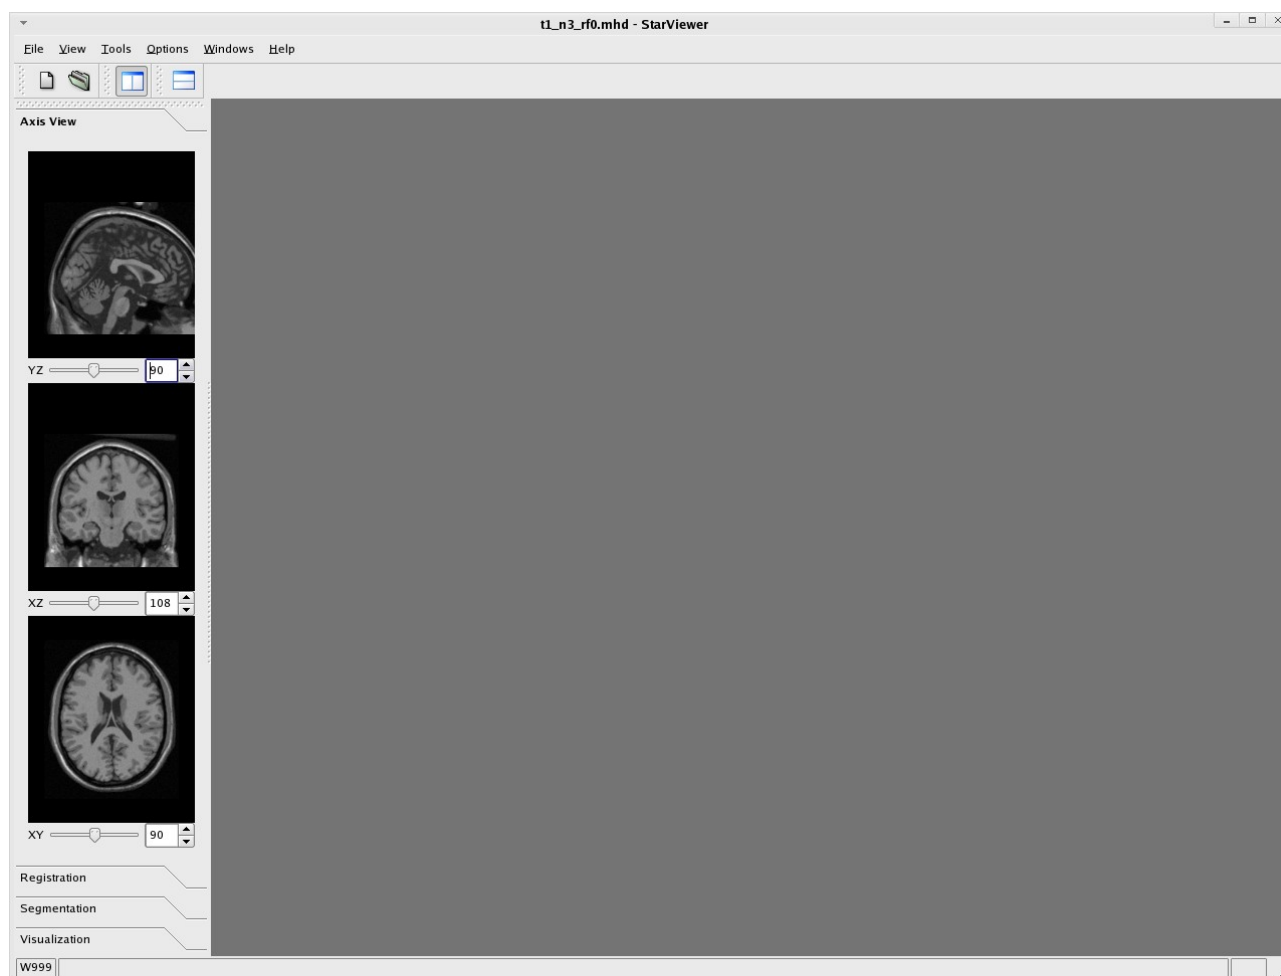 t1_n3_rf0.mhd - StarViewer
File View Tools Options Windows Help
Axis View
YZ 90
XZ 108
XY 90
Registration
Segmentation
Visualization
W999